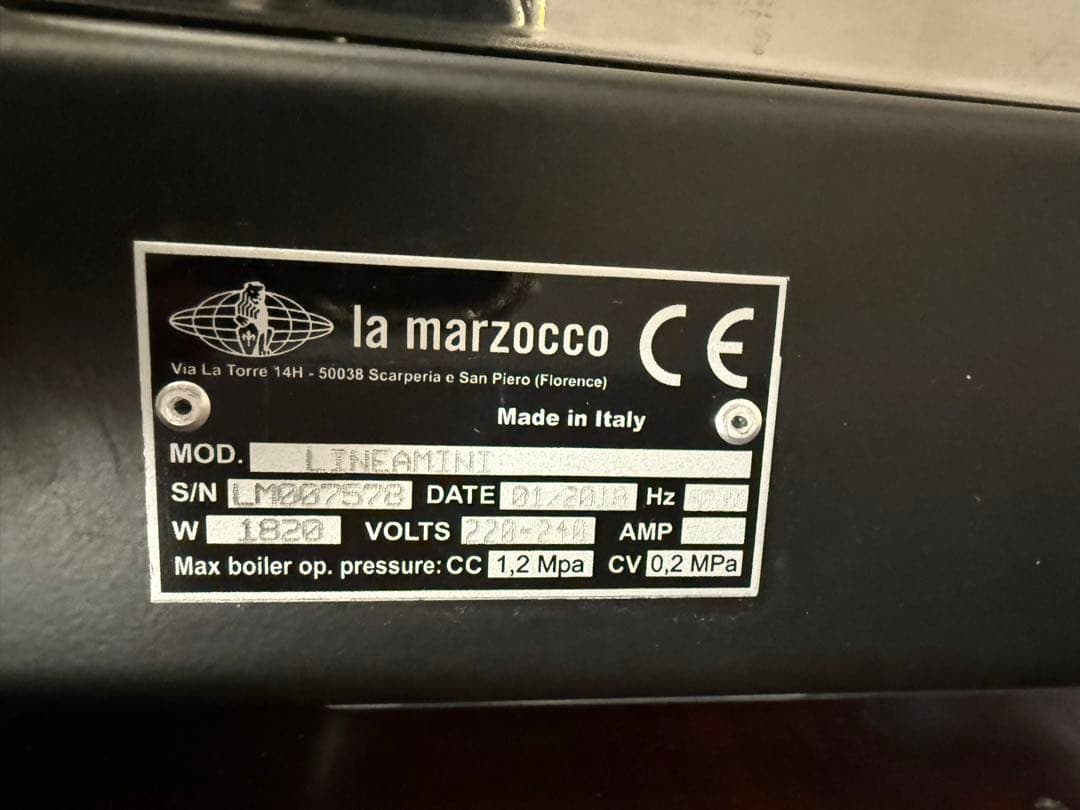 la marzocco CE
Via La Torre 14H - 50038 Scarperia e San Piero (Florence)
Made in Italy
MOD. LINEAMINI
S/N LM007578 DATE 01/2018 Hz
W 1820 VOLTS 220-240 AMP
Max boiler op. pressure: CC 1,2 Mpa CV 0,2 MPa